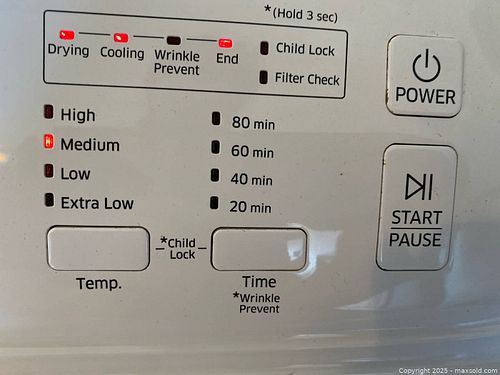 *(Hold 3 sec)
Drying Cooling Wrinkle Prevent End
Child Lock
Filter Check
POWER
High
Medium
Low
Extra Low
80 min
60 min
40 min
20 min
START
PAUSE
*Child
Lock
Temp.
Time
*Wrinkle
Prevent
Copyright 2025 - maxsold.com